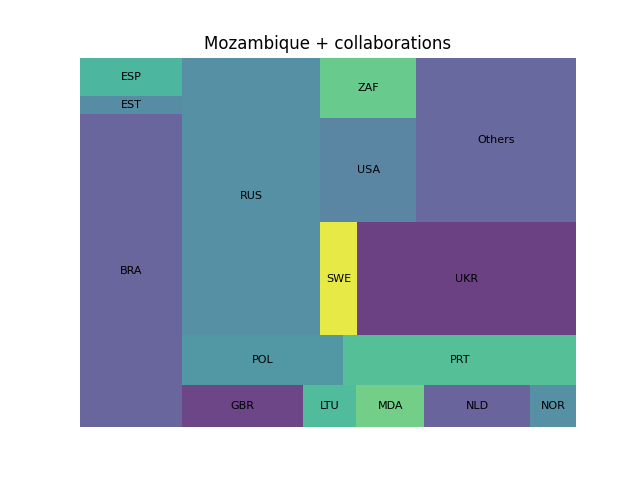 Mozambique + collaborations
ESP
EST
BRA
RUS
ZAF
USA
Others
SWE
UKR
POL
PRT
GBR
LTU
MDA
NLD
NOR